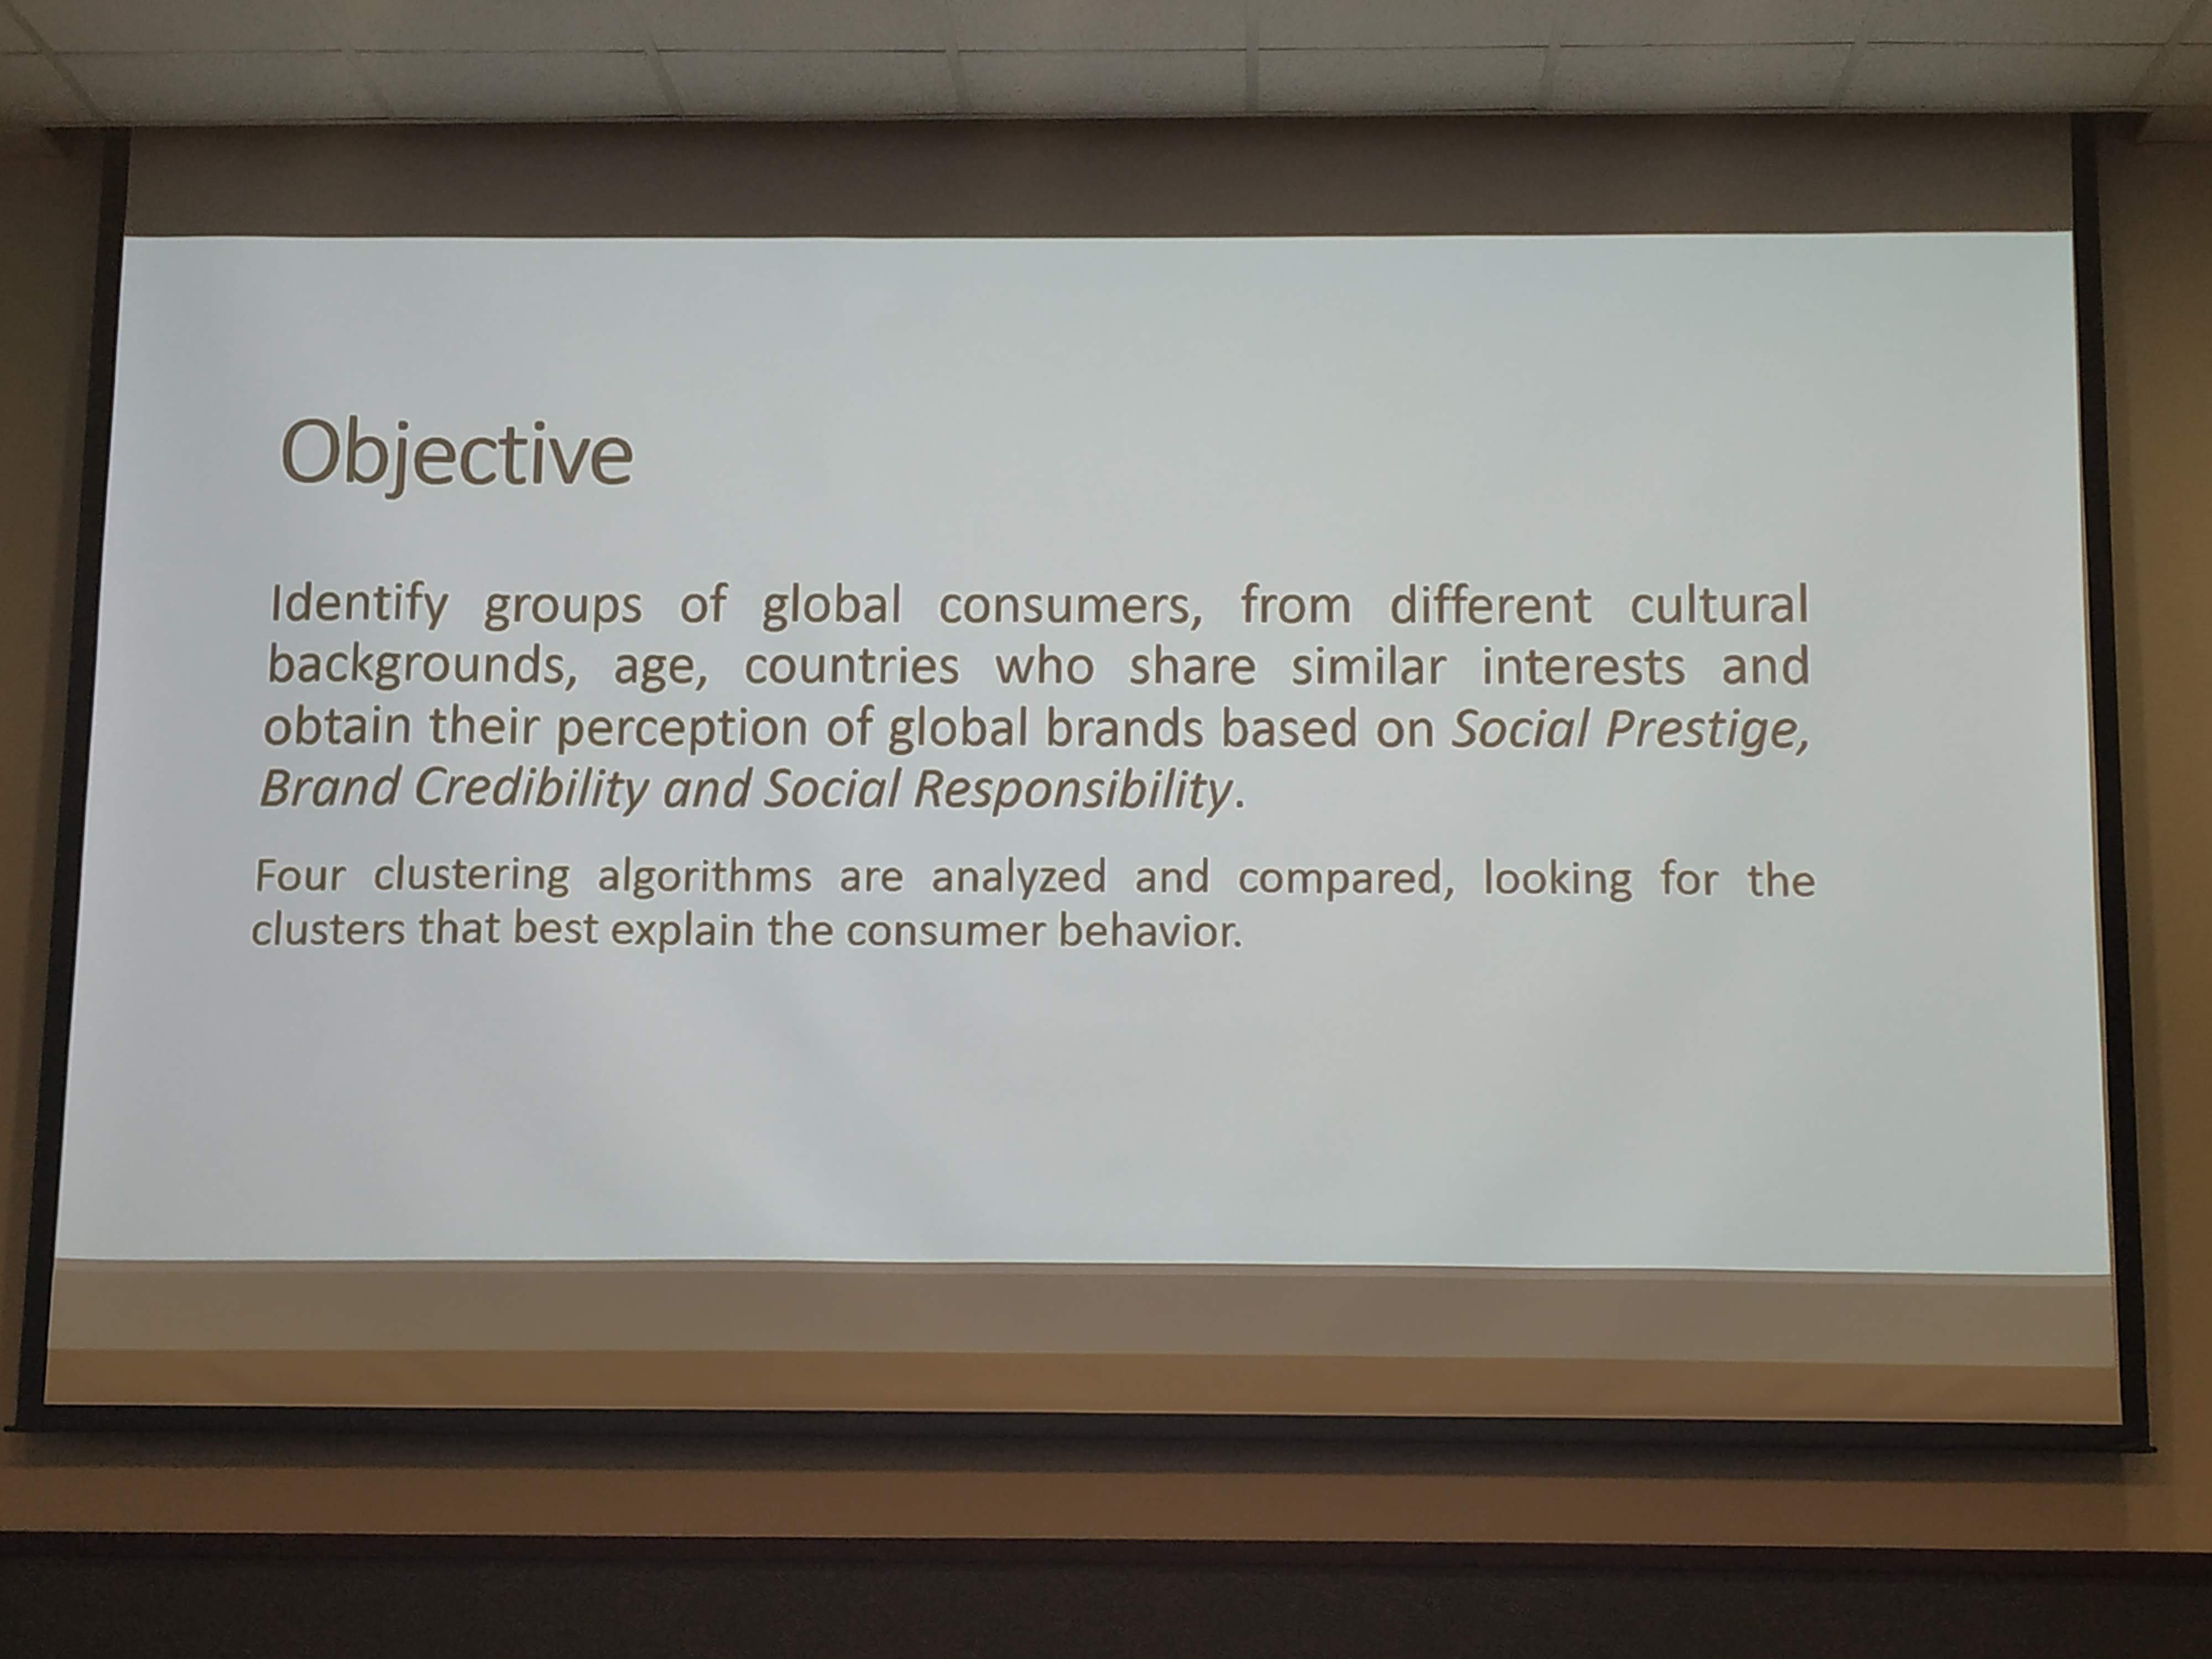 Objective
Identify groups of global consumers, from different cultural
backgrounds, age, countries who share similar interests and
obtain their perception of global brands based on Social Prestige,
Brand Credibility and Social Responsibility.
Four clustering algorithms are analyzed and compared, looking for the
clusters that best explain the consumer behavior.